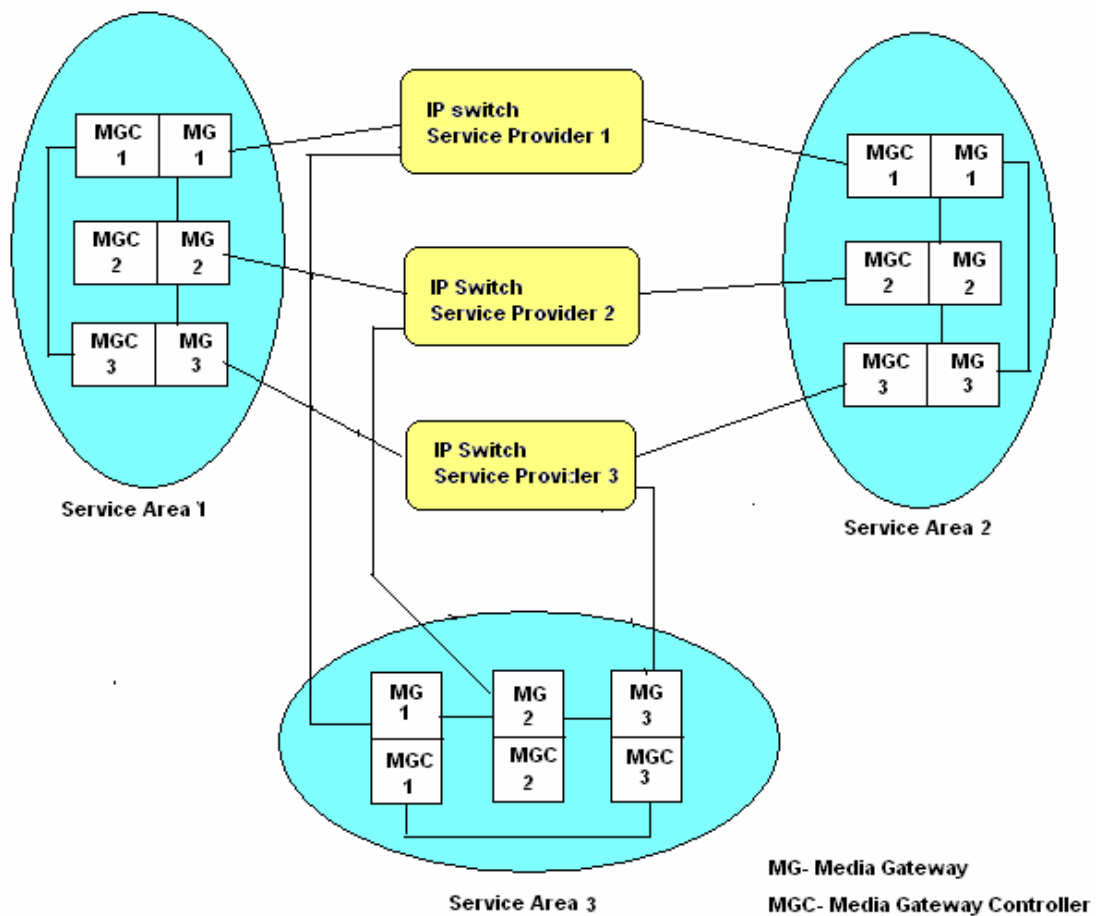 IP switch
Service Provider 1
MGC
1
MG
1
MGC
2
MG
2
MGC
3
MG
3
Service Area 1
IP Switch
Service Provider 2
IP Switch
Service Provider 3
MGC
1
MG
1
MGC
2
MG
2
MGC
3
MG
3
Service Area 2
MG
1
MGC
1
MG
2
MGC
2
MG
3
MGC
3
Service Area 3
MG- Media Gateway
MGC- Media Gateway Controller